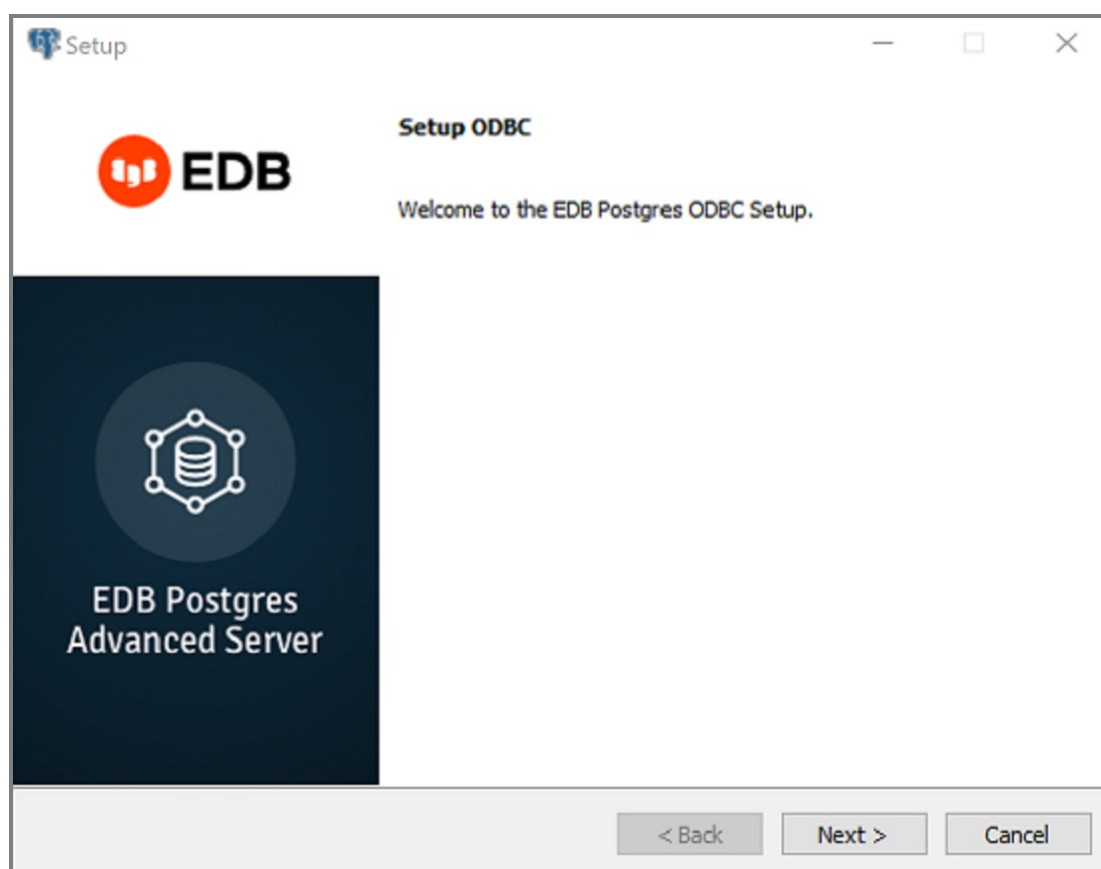 Setup
EDB
Setup ODBC
Welcome to the EDB Postgres ODBC Setup.
EDB Postgres
Advanced Server
< Back
Next >
Cancel